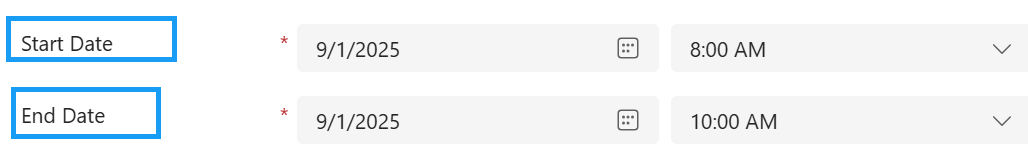 Start Date * 9/1/2025 8:00 AM
End Date * 9/1/2025 10:00 AM